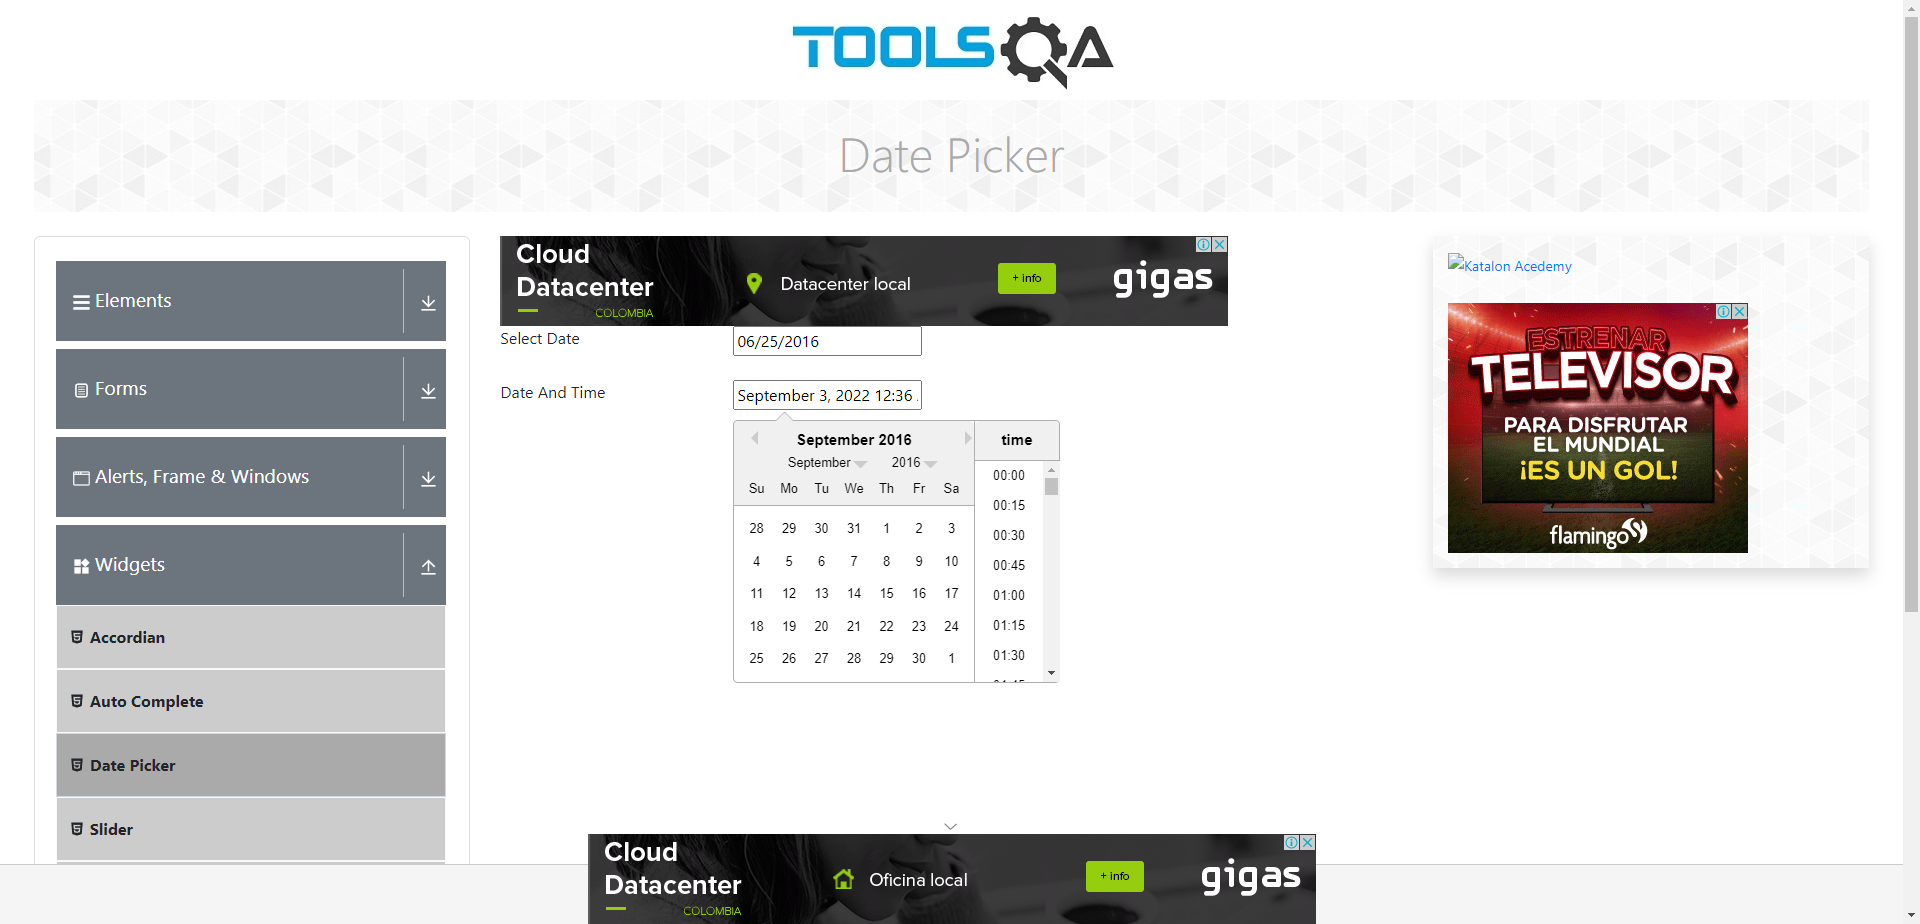 TOOLSQA
Date Picker
Elements
Forms
Alerts, Frame & Windows
Widgets
Accordian
Auto Complete
Date Picker
Slider
Cloud
Datacenter
COLOMBIA
Datacenter local
+ info
gigas
Select Date
06/25/2016
Date And Time
September 3, 2022 12:36
September 2016
September 2016
Su Mo Tu We Th Fr Sa
28 29 30 31 1 2 3
4 5 6 7 8 9 10
11 12 13 14 15 16 17
18 19 20 21 22 23 24
25 26 27 28 29 30 1
time
00:00
00:15
00:30
00:45
01:00
01:15
01:30
Katalon Acedemy
ESTRENAR
TELEVISOR
PARA DISFRUTAR
EL MUNDIAL
¡ES UN GOL!
flamingo
Cloud
Datacenter
COLOMBIA
Oficina local
+ info
gigas